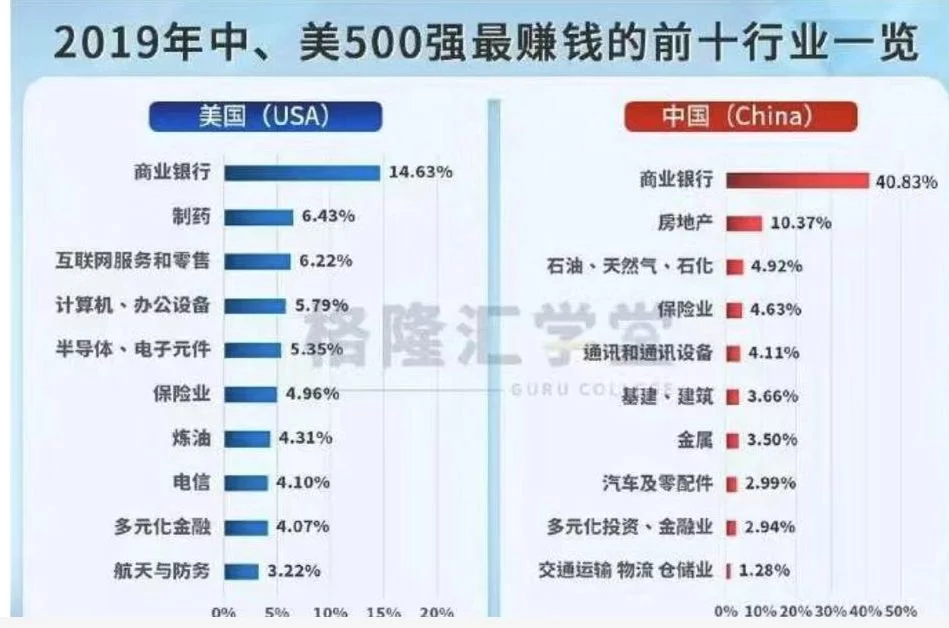 2019年中、美500强最赚钱的前十行业一览
美国（USA）
商业银行 14.63%
制药 6.43%
互联网服务和零售 6.22%
计算机、办公设备 5.79%
半导体、电子元件 5.35%
保险业 4.96%
炼油 4.31%
电信 4.10%
多元化金融 4.07%
航天与防务 3.22%
0% 5% 10% 15% 20%
中国（China）
商业银行 40.83%
房地产 10.37%
石油、天然气、石化 4.92%
保险业 4.63%
通讯和通讯设备 4.11%
基建、建筑 3.66%
金属 3.50%
汽车及零配件 2.99%
多元化投资、金融业 2.94%
交通运输 物流 仓储业 1.28%
0% 10% 20% 30% 40% 50%
格隆汇学堂
GURU COLLEGE